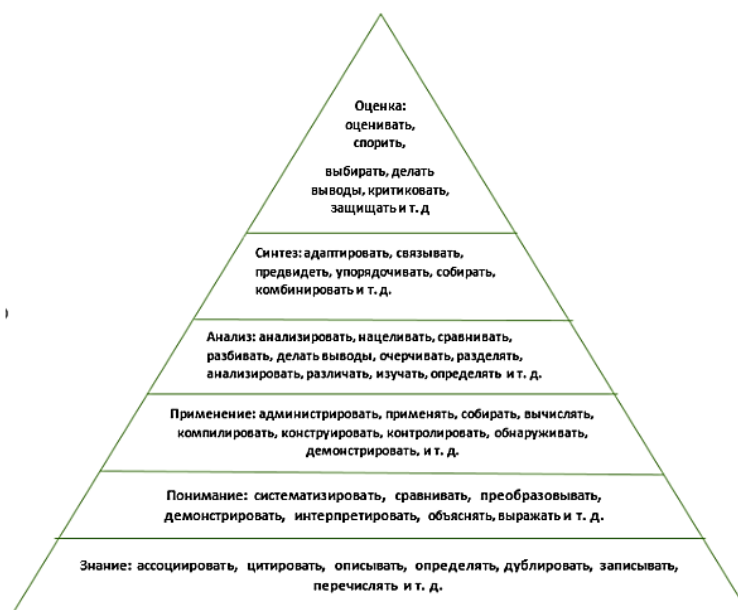 Оценка:
оценивать,
спорить,
выбирать, делать
выводы, критиковать,
защищать и т. д
Синтез: адаптировать, связывать,
предвидеть, упорядочивать, собирать,
комбинировать и т. д.
Анализ: анализировать, нацеливать, сравнивать,
разбивать, делать выводы, очерчивать, разделять,
анализировать, различать, изучать, определять и т. д.
Применение: администрировать, применять, собирать, вычислять,
компилировать, конструировать, контролировать, обнаруживать,
демонстрировать, и т. д.
Понимание: систематизировать, сравнивать, преобразовывать,
демонстрировать, интерпретировать, объяснять, выражать и т. д.
Знание: ассоциировать, цитировать, описывать, определять, дублировать, записывать,
перечислять и т. д.